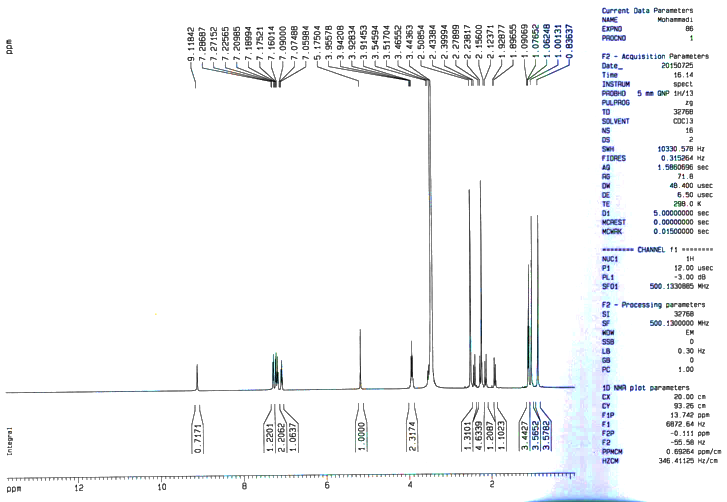 ppm
9.11842
7.28687
7.27152
7.22565
7.20985
7.18994
7.17521
7.16014
7.09000
7.07488
7.05984
5.17504
3.95578
3.94208
3.92834
3.91453
3.54594
3.51704
3.46552
3.44363
2.50854
2.43384
2.39994
2.27899
2.23817
2.15600
2.12371
1.92877
1.89655
1.09069
1.07652
1.06248
1.00131
0.83637
Current Data Parameters
NAME Mohammadi
EXPNO 86
PROCNO 1
F2 - Acquisition Parameters
Date_ 20150725
Time 16.14
INSTRUM spect
PROBHD 5 mm QNP 1H/13
PULPROG zg
TD 32768
SOLVENT CDCl3
NS 16
DS 2
SWH 10330.578 Hz
FIDRES 0.315264 Hz
AQ 1.5860696 sec
RG 71.8
DW 48.400 usec
DE 6.50 usec
TE 298.0 K
D1 5.00000000 sec
MCREST 0.00000000 sec
MCWRK 0.01500000 sec
======== CHANNEL f1 ========
NUC1 1H
P1 12.00 usec
PL1 -3.00 dB
SFO1 500.1330885 MHz
F2 - Processing parameters
SI 32768
SF 500.1300000 MHz
WDW EM
SSB 0
LB 0.30 Hz
GB 0
PC 1.00
1D NMR plot parameters
CX 20.00 cm
CY 93.26 cm
F1P 13.742 ppm
F1 6872.64 Hz
F2P -0.111 ppm
F2 -55.58 Hz
PPMCM 0.69264 ppm/cm
HZCM 346.41125 Hz/cm
Integral
0.7171
1.2201
2.2062
1.0637
1.0000
2.3174
1.3101
4.6339
1.2087
1.1023
3.4427
3.5652
3.5782
ppm 12 10 8 6 4 2 0